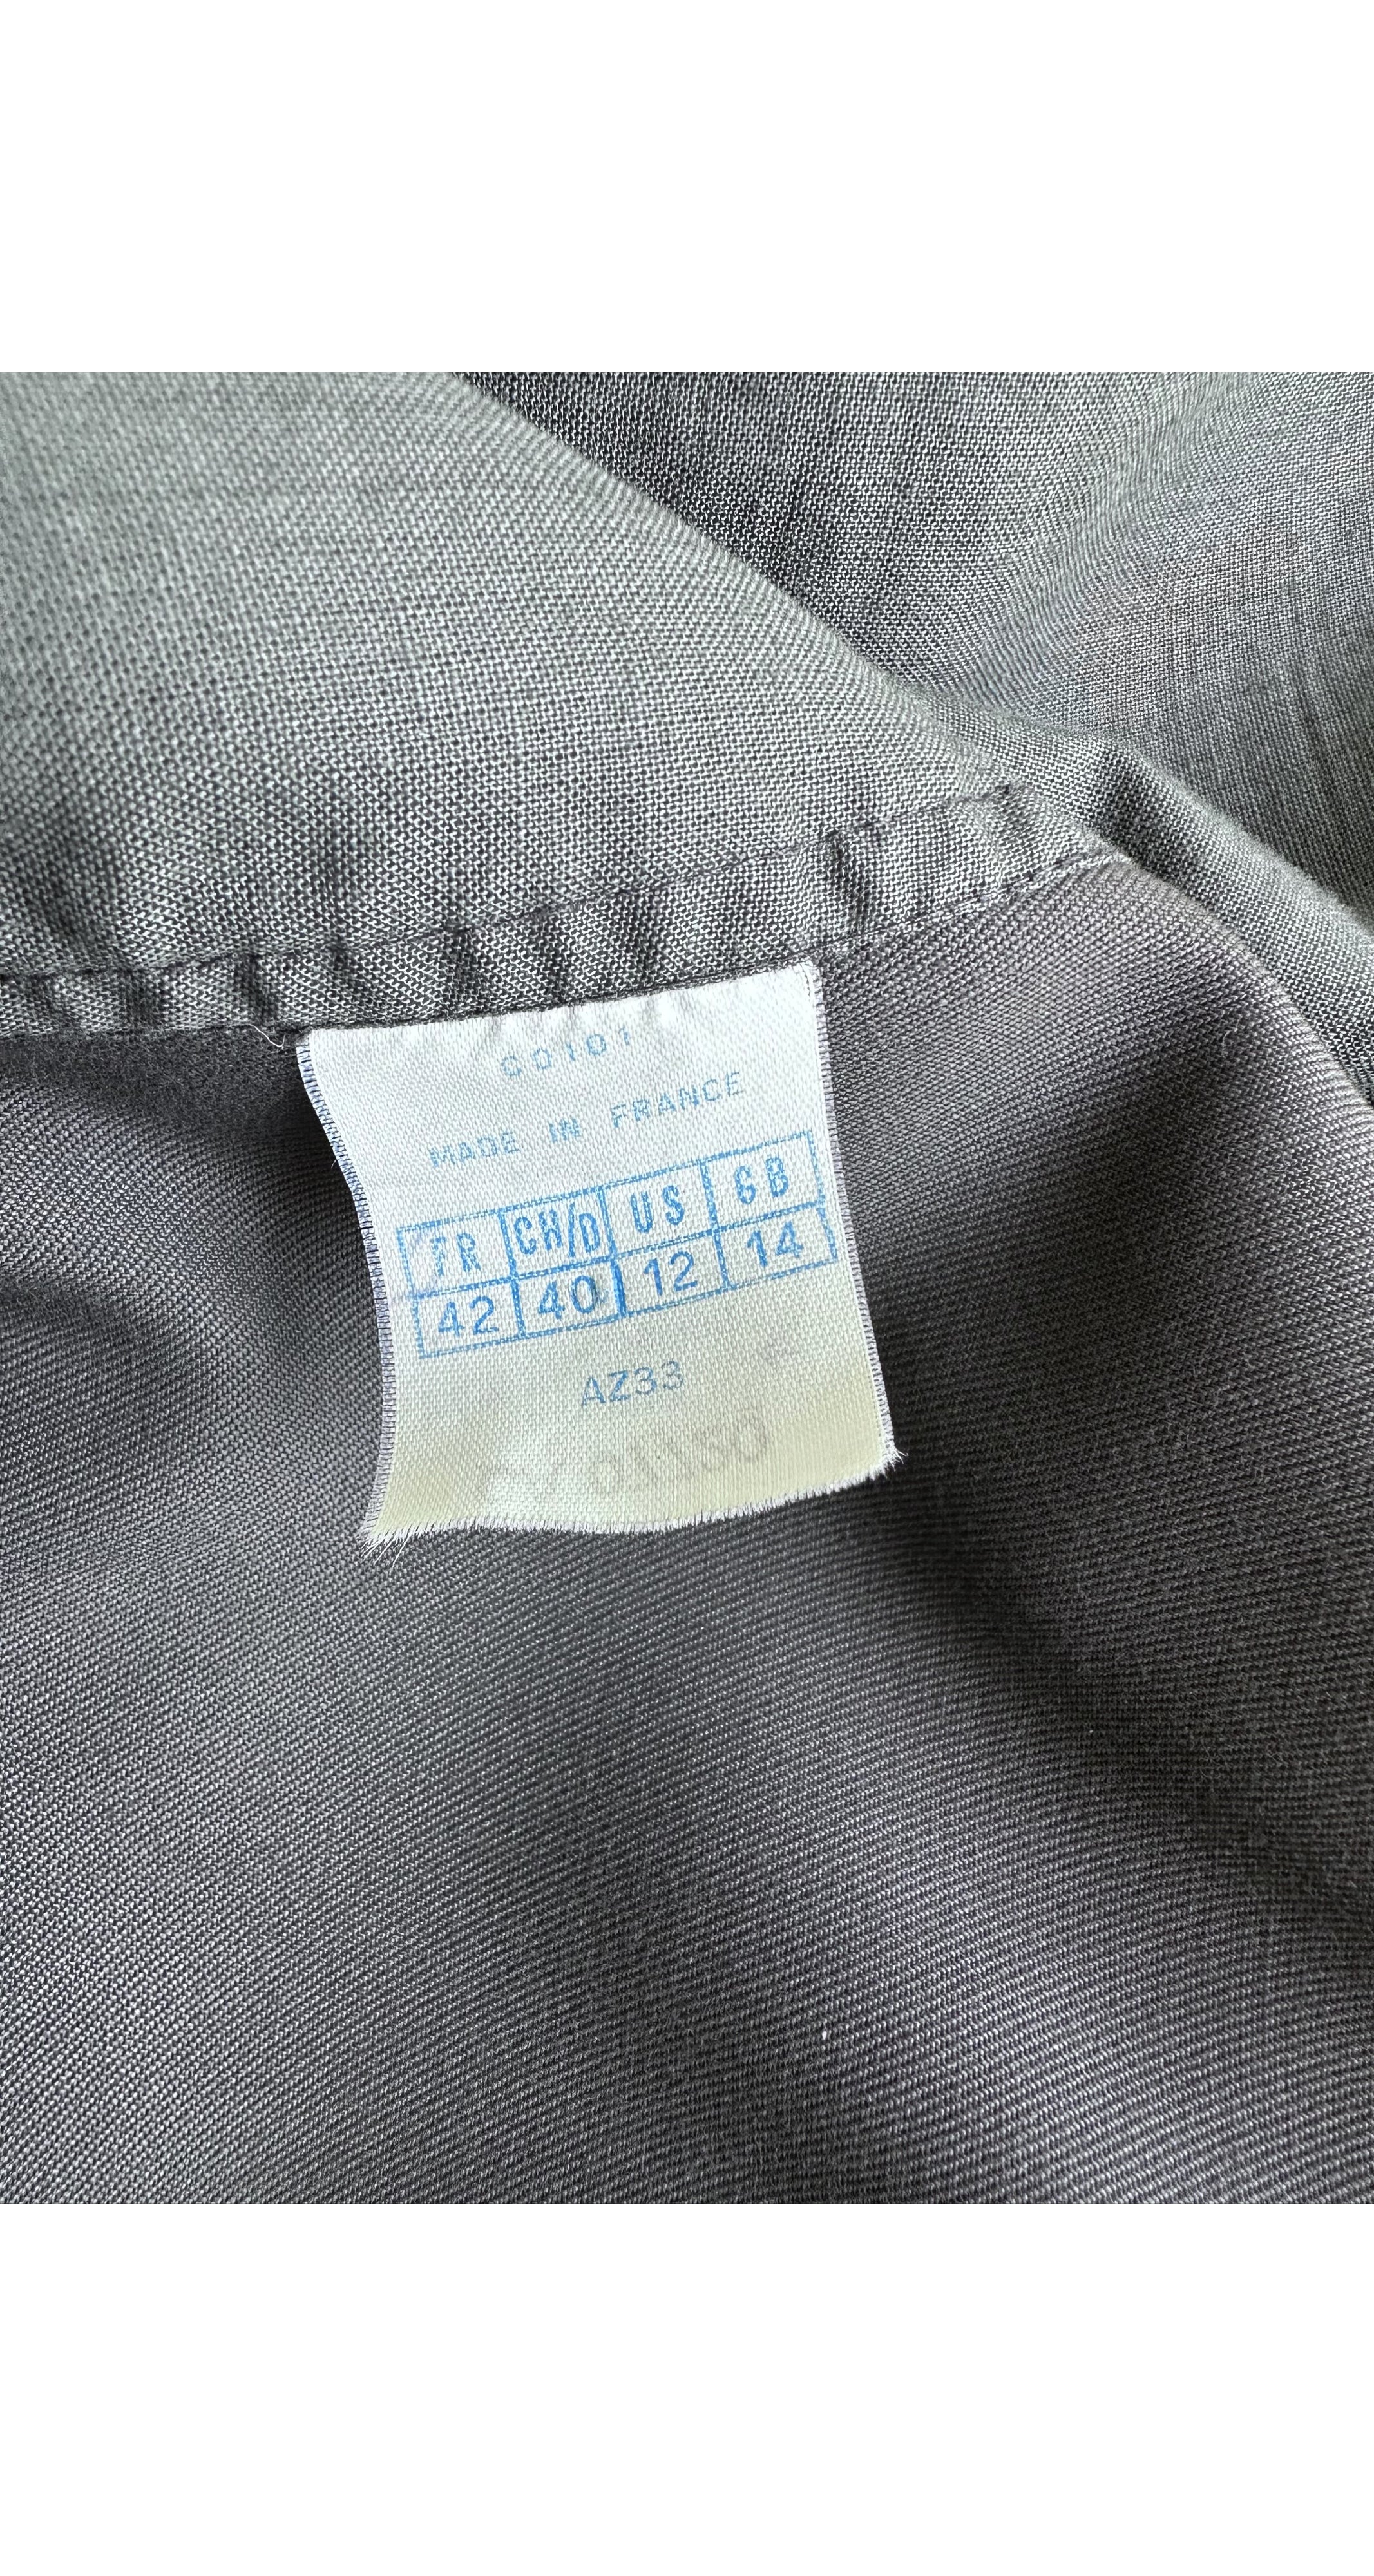 C0101
MADE IN FRANCE
FR CH/D US GB
42 40 12 14
AZ33